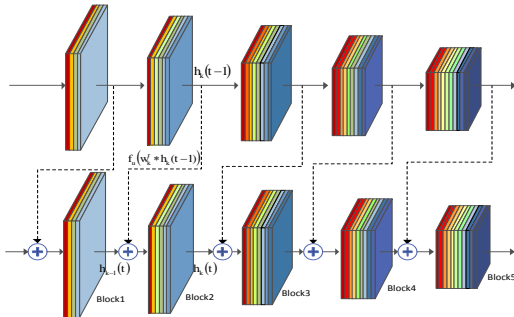 h_k(t−1)
f_u(w_k^r * h_k(t−1))
h_{k−1}(t)
h_k(t)
Block1
Block2
Block3
Block4
Block5